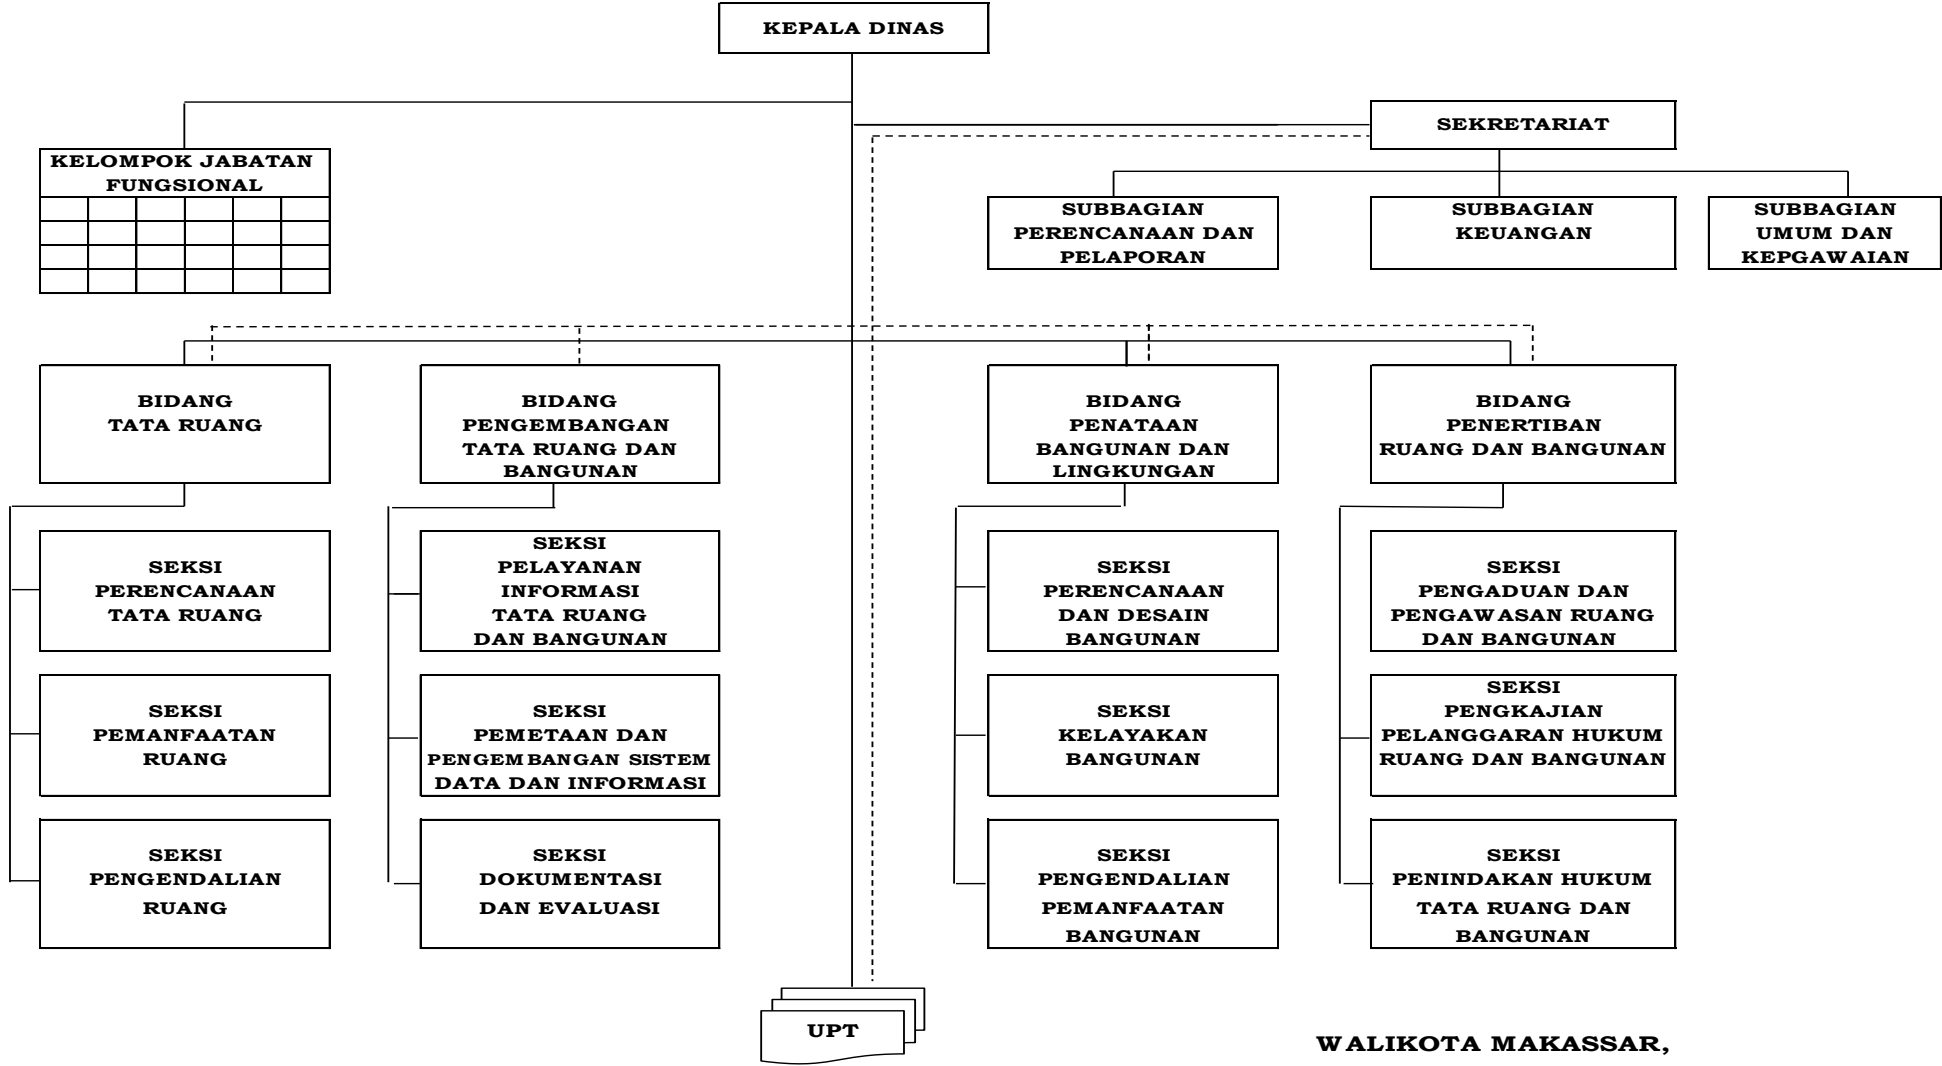 KEPALA DINAS
SEKRETARIAT
KELOMPOK JABATAN
FUNGSIONAL
SUBBAGIAN
PERENCANAAN DAN
PELAPORAN
SUBBAGIAN
KEUANGAN
SUBBAGIAN
UMUM DAN
KEPGAWAIAN
BIDANG
TATA RUANG
BIDANG
PENGEMBANGAN
TATA RUANG DAN
BANGUNAN
BIDANG
PENATAAN
BANGUNAN DAN
LINGKUNGAN
BIDANG
PENERTIBAN
RUANG DAN BANGUNAN
SEKSI
PERENCANAAN
TATA RUANG
SEKSI
PELAYANAN
INFORMASI
TATA RUANG
DAN BANGUNAN
SEKSI
PERENCANAAN
DAN DESAIN
BANGUNAN
SEKSI
PENGADUAN DAN
PENGAWASAN RUANG
DAN BANGUNAN
SEKSI
PEMANFAATAN
RUANG
SEKSI
PEMETAAN DAN
PENGEMBANGAN SISTEM
DATA DAN INFORMASI
SEKSI
KELAYAKAN
BANGUNAN
SEKSI
PENGKAJIAN
PELANGGARAN HUKUM
RUANG DAN BANGUNAN
SEKSI
PENGENDALIAN
RUANG
SEKSI
DOKUMENTASI
DAN EVALUASI
SEKSI
PENGENDALIAN
PEMANFAATAN
BANGUNAN
SEKSI
PENINDAKAN HUKUM
TATA RUANG DAN
BANGUNAN
UPT
WALIKOTA MAKASSAR,